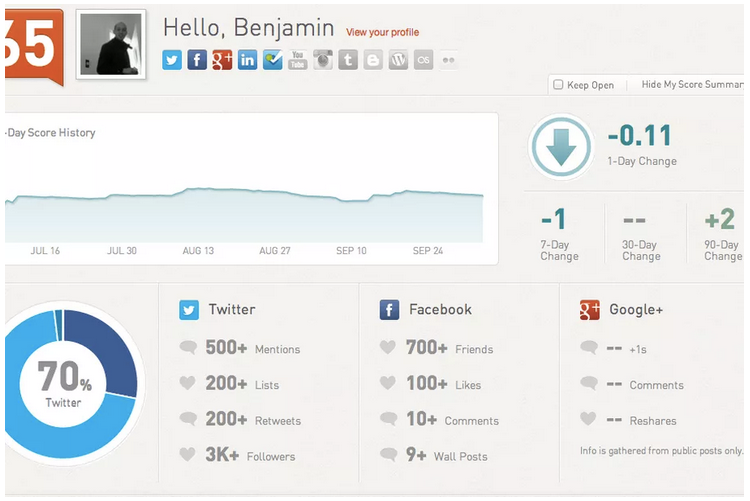 65
Hello, Benjamin View your profile
You
Tube
Keep Open Hide My Score Summar
-Day Score History
-0.11
1-Day Change
JUL 16 JUL 30 AUG 13 AUG 27 SEP 10 SEP 24
-1 -- +2
7-Day 30-Day 90-Day
Change Change Change
70%
Twitter
Twitter
500+ Mentions
200+ Lists
200+ Retweets
3K+ Followers
Facebook
700+ Friends
100+ Likes
10+ Comments
9+ Wall Posts
Google+
-- +1s
-- Comments
-- Reshares
Info is gathered from public posts only.